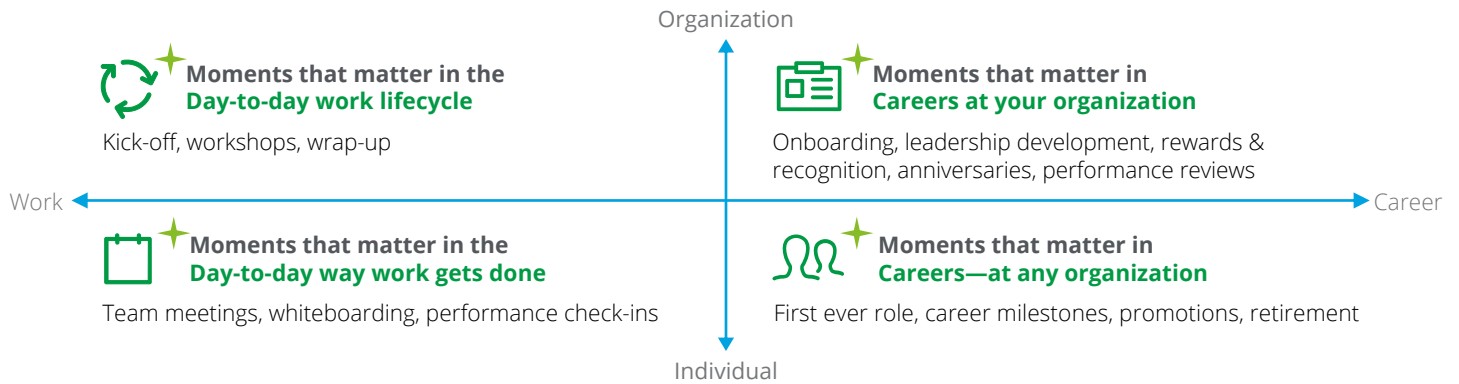 Organization
Moments that matter in the
Day-to-day work lifecycle
Kick-off, workshops, wrap-up
Moments that matter in
Careers at your organization
Onboarding, leadership development, rewards &
recognition, anniversaries, performance reviews
Work
Career
Moments that matter in the
Day-to-day way work gets done
Team meetings, whiteboarding, performance check-ins
Moments that matter in
Careers—at any organization
First ever role, career milestones, promotions, retirement
Individual